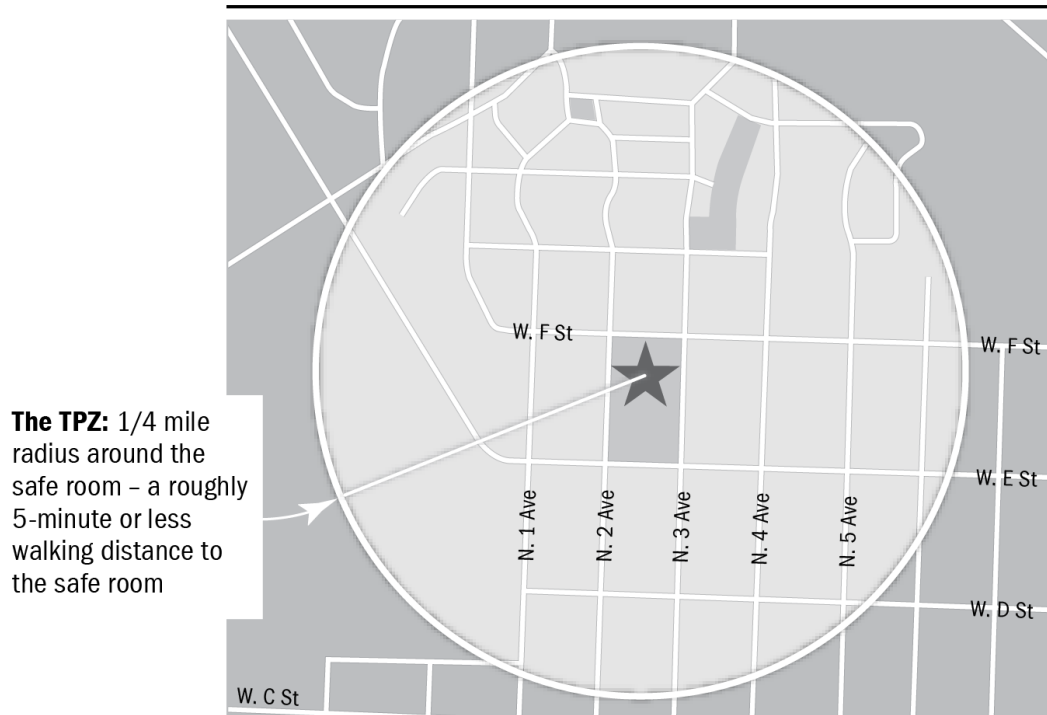 The TPZ: 1/4 mile
radius around the
safe room – a roughly
5-minute or less
walking distance to
the safe room
W. F St
W. F St
W. E St
N. 1 Ave
N. 2 Ave
N. 3 Ave
N. 4 Ave
N. 5 Ave
W. D St
W. C St